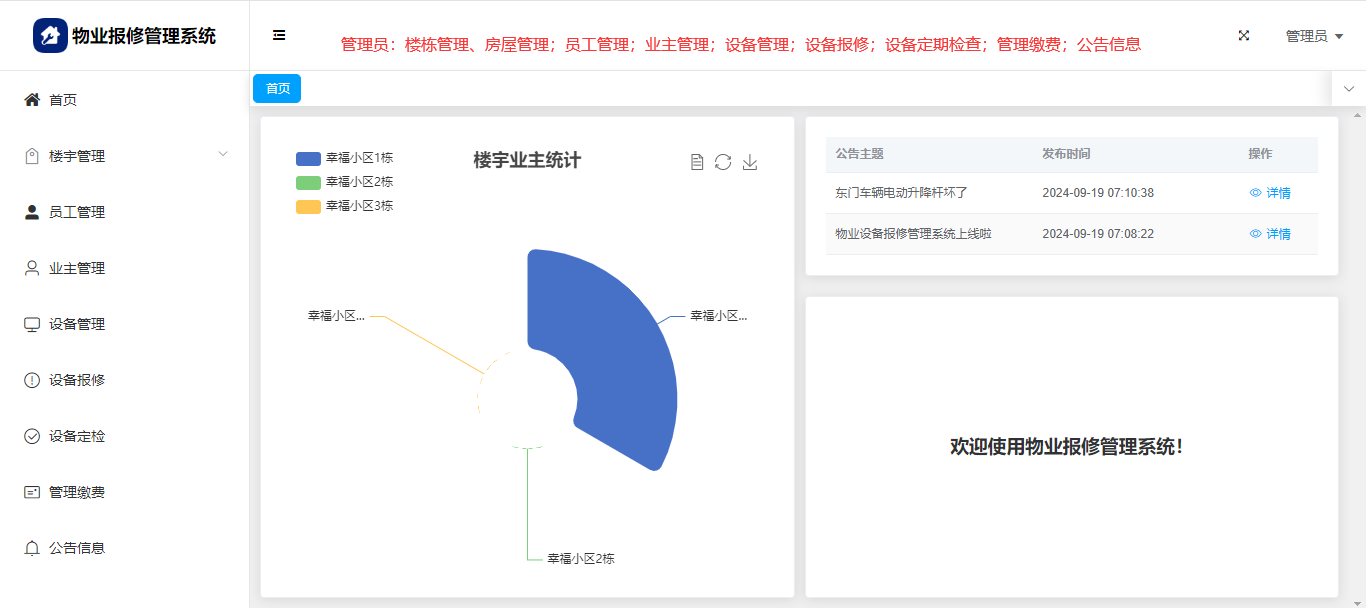 物业报修管理系统
管理员：楼栋管理、房屋管理；员工管理；业主管理；设备管理；设备报修；设备定期检查；管理缴费；公告信息
管理员
首页
楼宇管理
员工管理
业主管理
设备管理
设备报修
设备定检
管理缴费
公告信息
首页
幸福小区1栋
幸福小区2栋
幸福小区3栋
楼宇业主统计
幸福小区...
幸福小区...
幸福小区2栋
公告主题 发布时间 操作
东门车辆电动升降杆坏了 2024-09-19 07:10:38 详情
物业设备报修管理系统上线啦 2024-09-19 07:08:22 详情
欢迎使用物业报修管理系统！